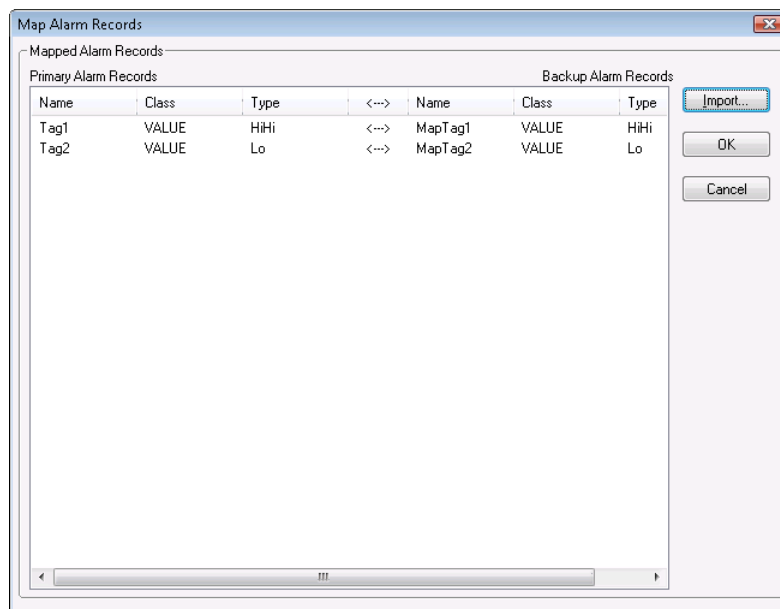 Map Alarm Records
Mapped Alarm Records
Primary Alarm Records Backup Alarm Records
Name Class Type <---> Name Class Type
Tag1 VALUE HiHi <---> MapTag1 VALUE HiHi
Tag2 VALUE Lo <---> MapTag2 VALUE Lo
Import...
OK
Cancel